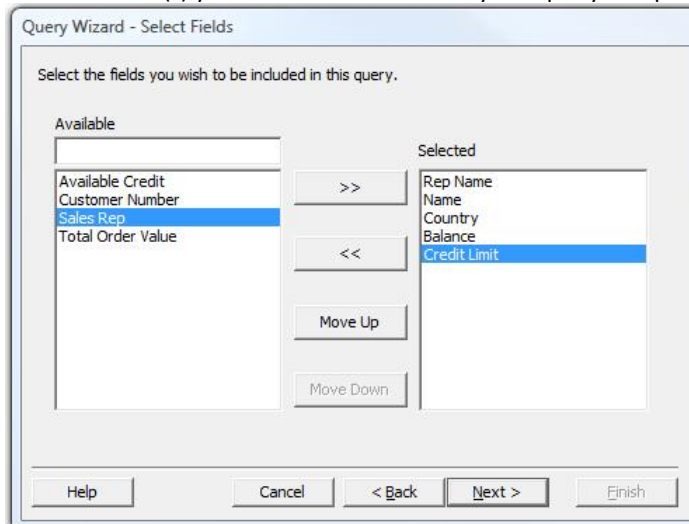 Query Wizard - Select Fields
Select the fields you wish to be included in this query.
Available
Selected
Available Credit
Customer Number
Sales Rep
Total Order Value
>>
<<
Move Up
Move Down
Rep Name
Name
Country
Balance
Credit Limit
Help
Cancel
< Back
Next >
Finish